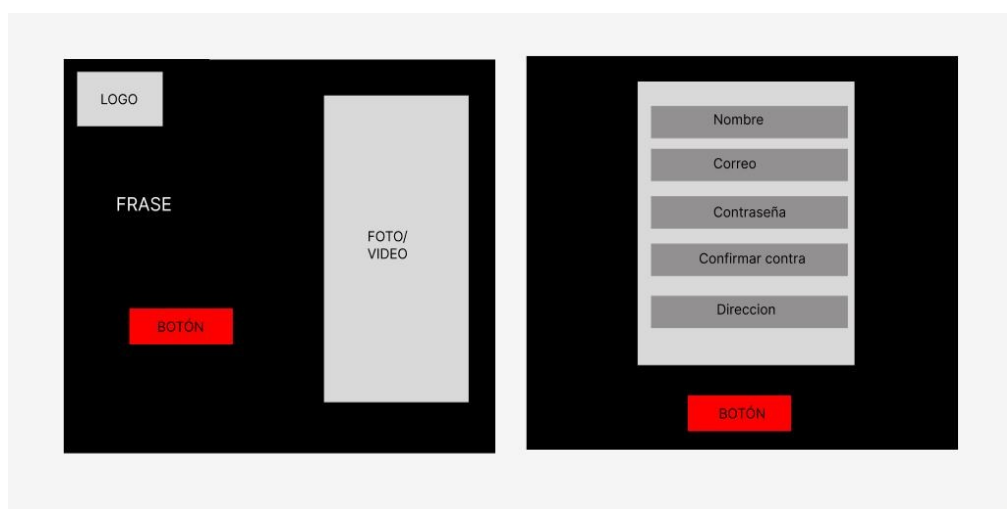 LOGO
FRASE
FOTO/
VIDEO
BOTÓN
Nombre
Correo
Contraseña
Confirmar contra
Direccion
BOTÓN